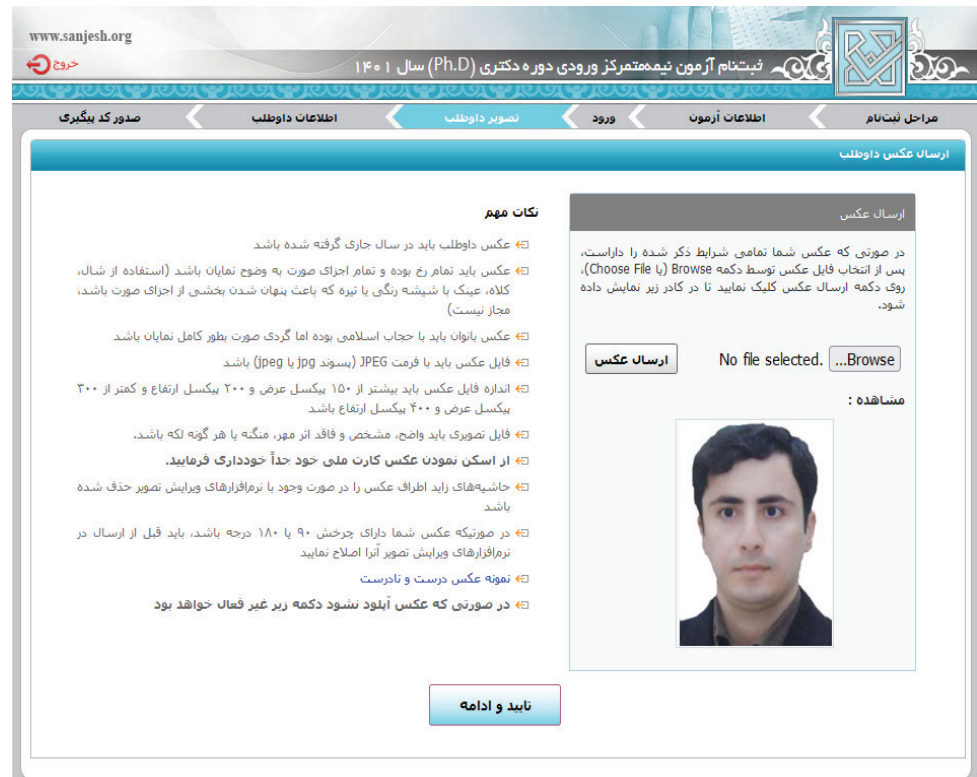 www.sanjesh.org
خروج
ثبتنام آزمون نیمه‌متمرکز ورودی دوره دکتری (Ph.D) سال ۱۴۰۱
مراحل ثبت‌نام
اطلاعات آزمون
ورود
تصویر داوطلب
اطلاعات داوطلب
صدور کد پیگیری
ارسال عکس داوطلب
ارسال عکس
در صورتی که عکس شما تمامی شرایط ذکر شده را داراست،
پس از انتخاب فایل عکس توسط دکمه Browse (یا Choose File)،
روی دکمه ارسال عکس کلیک نمایید تا در کادر زیر نمایش داده
شود.
Browse...
No file selected.
ارسال عکس
مشاهده :
نکات مهم
عکس داوطلب باید در سال جاری گرفته شده باشد
عکس باید تمام رخ بوده و تمام اجزای صورت به وضوح نمایان باشد (استفاده از شال،
کلاه، عینک با شیشه رنگی یا تیره که باعث پنهان شدن بخشی از اجزای صورت باشد،
مجاز نیست)
عکس بانوان باید با حجاب اسلامی بوده اما گردی صورت بطور کامل نمایان باشد
فایل عکس باید با فرمت JPEG (پسوند jpg یا jpeg) باشد
اندازه فایل عکس باید بیشتر از ۱۵۰ پیکسل عرض و ۲۰۰ پیکسل ارتفاع و کمتر از ۳۰۰
پیکسل عرض و ۴۰۰ پیکسل ارتفاع باشد
فایل تصویری باید واضح، مشخص و فاقد اثر مهر، منگنه یا هر گونه لکه باشد.
از اسکن نمودن عکس کارت ملی خود جداً خودداری فرمایید.
حاشیه‌های زاید اطراف عکس را در صورت وجود با نرم‌افزارهای ویرایش تصویر حذف شده
باشد
در صورتیکه عکس شما دارای چرخش ۹۰ یا ۱۸۰ درجه باشد، باید قبل از ارسال در
نرم‌افزارهای ویرایش تصویر آنرا اصلاح نمایید
نمونه عکس درست و نادرست
در صورتی که عکس آپلود نشود دکمه زیر غیر فعال خواهد بود
تایید و ادامه